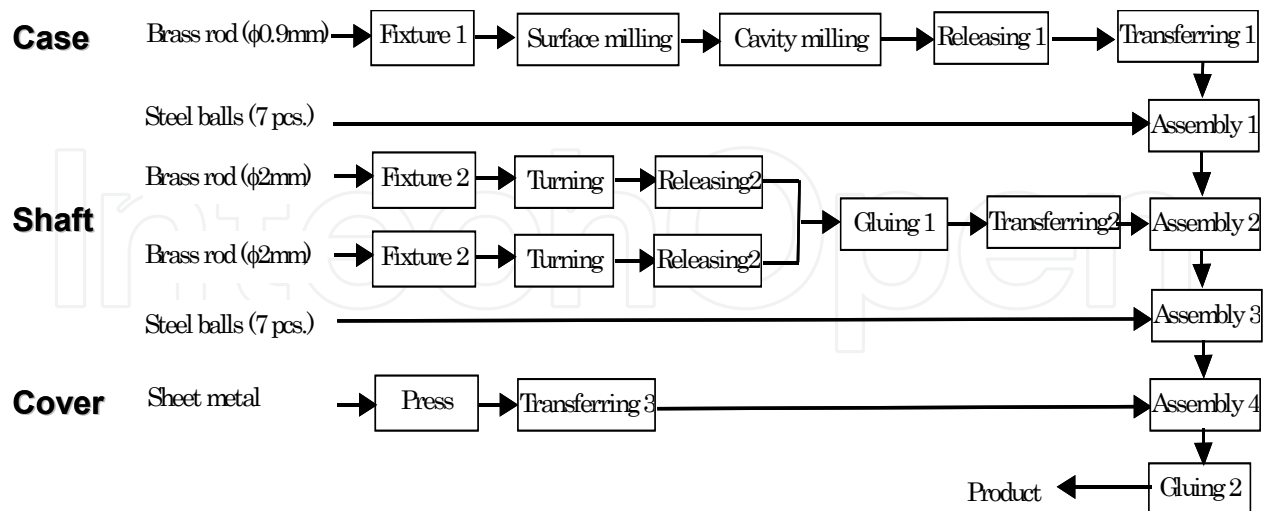 Case Brass rod (ϕ0.9mm) Fixture 1 Surface milling Cavity milling Releasing 1 Transferring 1
Steel balls (7 pcs.) Assembly 1
Brass rod (ϕ2mm) Fixture 2 Turning Releasing2
Shaft Gluing 1 Transferring2 Assembly 2
Brass rod (ϕ2mm) Fixture 2 Turning Releasing2
Steel balls (7 pcs.) Assembly 3
Cover Sheet metal Press Transferring 3 Assembly 4
Product Gluing 2
IntechOpen